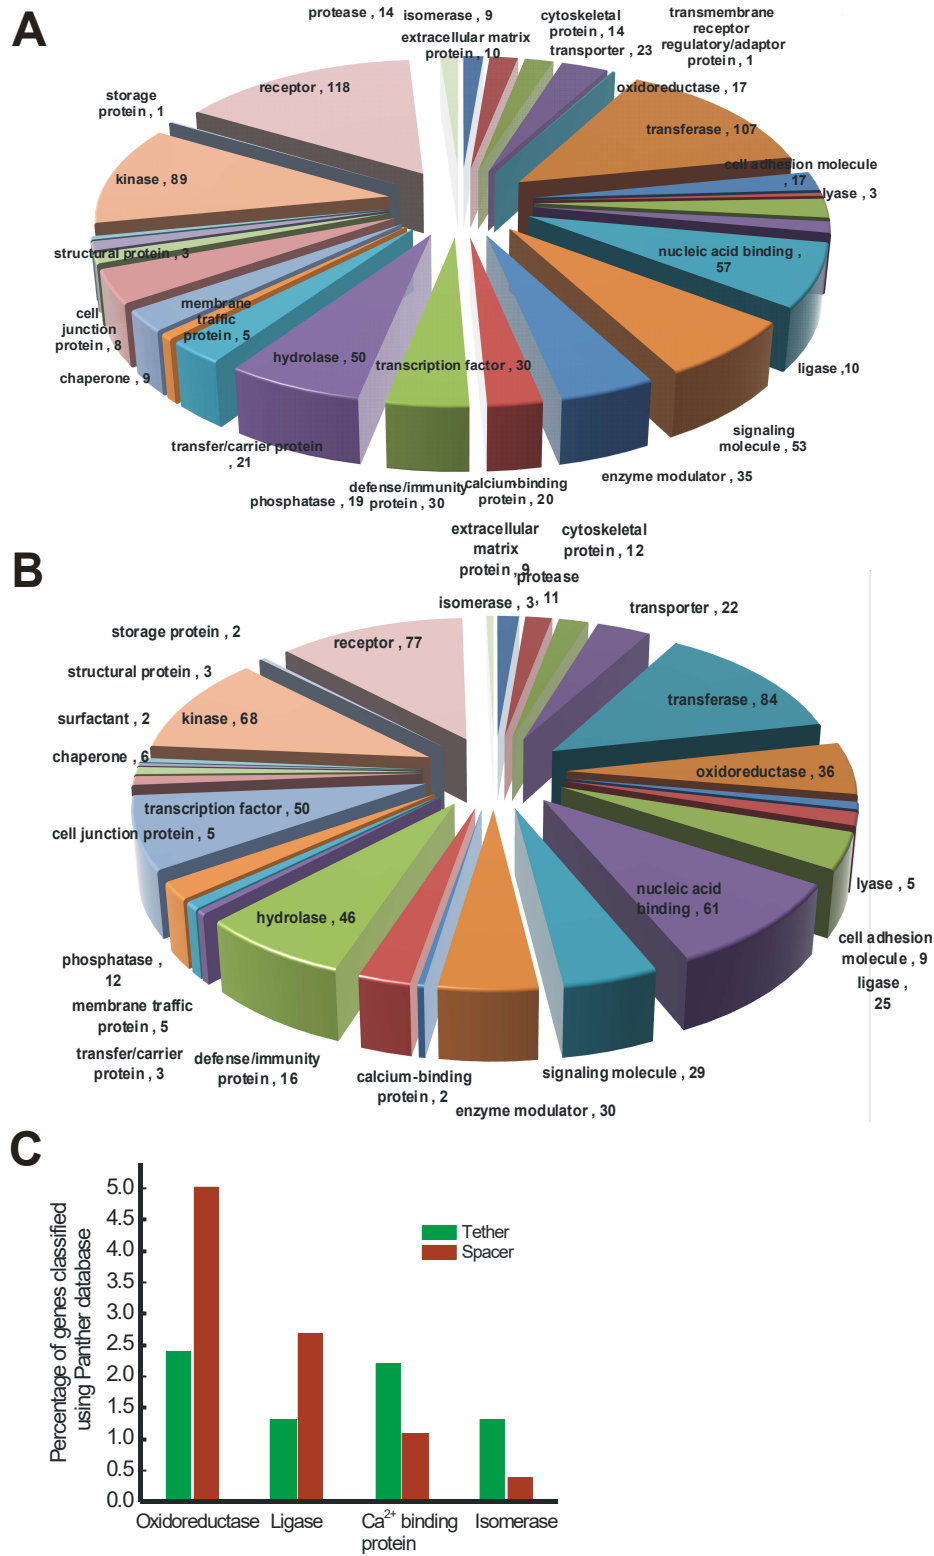 A
protease , 14
isomerase , 9
extracellular matrix
protein , 10
cytoskeletal
protein , 14
transporter , 23
transmembrane
receptor
regulatory/adaptor
protein , 1
oxidoreductase , 17
transferase , 107
cell adhesion molecule
, 17
lyase , 3
nucleic acid binding ,
57
ligase ,10
signaling
molecule , 53
enzyme modulator , 35
calcium-binding
protein , 20
transcription factor , 30
defense/immunity
protein , 30
phosphatase , 19
hydrolase , 50
transfer/carrier protein
, 21
membrane
traffic
protein , 5
chaperone , 9
cell
junction
protein , 8
structural protein , 3
kinase , 89
storage
protein , 1
receptor , 118
B
extracellular
matrix
protein , 9
cytoskeletal
protein , 12
protease
, 11
isomerase , 3
transporter , 22
transferase , 84
oxidoreductase , 36
lyase , 5
cell adhesion
molecule , 9
ligase ,
25
nucleic acid
binding , 61
signaling molecule , 29
enzyme modulator , 30
calcium-binding
protein , 2
defense/immunity
protein , 16
hydrolase , 46
transfer/carrier
protein , 3
membrane traffic
protein , 5
phosphatase ,
12
cell junction protein , 5
transcription factor , 50
chaperone , 6
surfactant , 2
kinase , 68
structural protein , 3
storage protein , 2
receptor , 77
C
Percentage of genes classified
using Panther database
5.0
4.5
4.0
3.5
3.0
2.5
2.0
1.5
1.0
0.5
0.0
Tether
Spacer
Oxidoreductase
Ligase
Ca2+ binding
protein
Isomerase